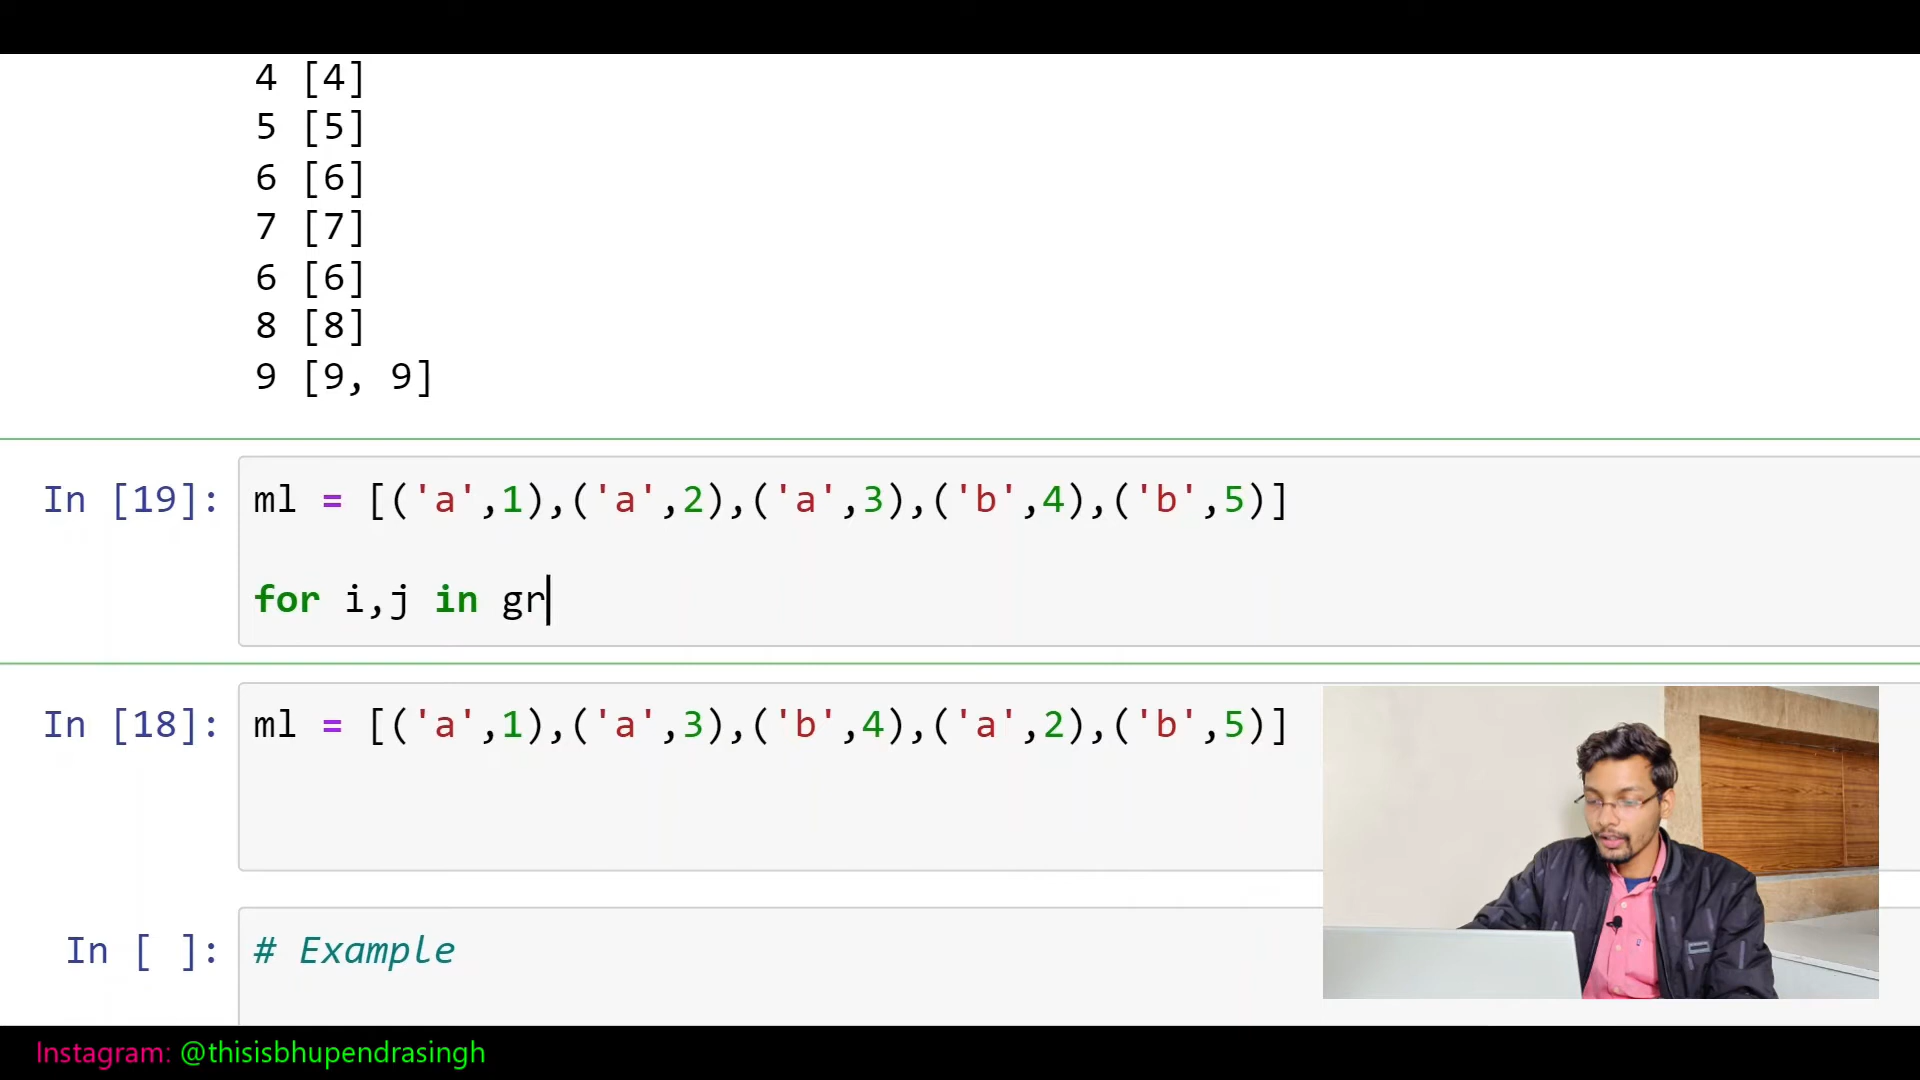 4 [4]
5 [5]
6 [6]
7 [7]
6 [6]
8 [8]
9 [9, 9]
In [19]: ml = [('a',1),('a',2),('a',3),('b',4),('b',5)]
for i,j in gr
In [18]: ml = [('a',1),('a',3),('b',4),('a',2),('b',5)]
In [ ]: # Example
Instagram: @thisisbhupendrasingh